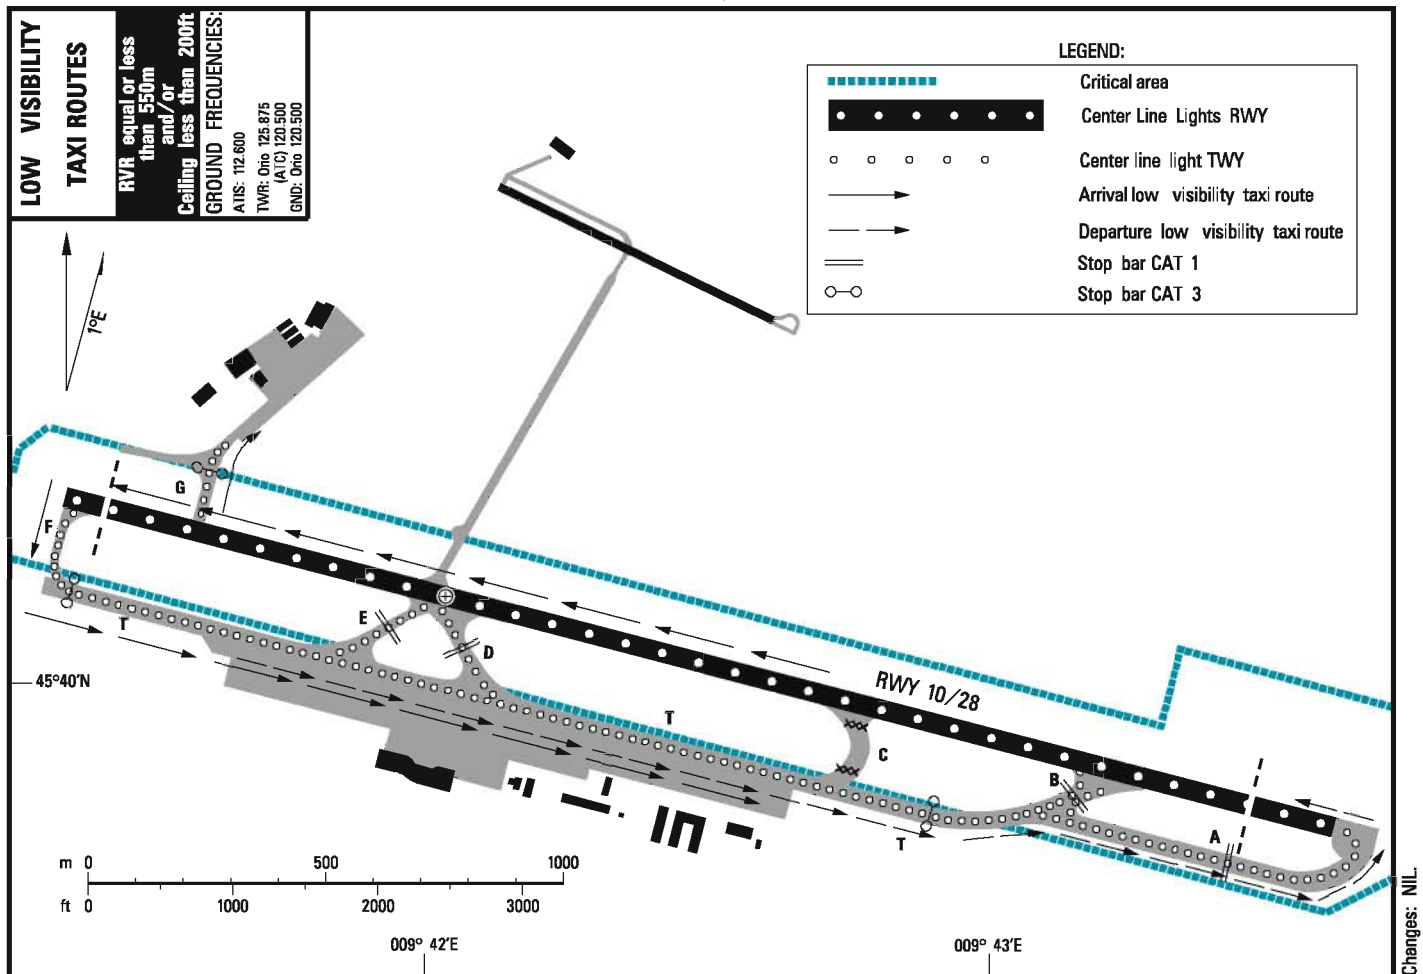 LOW VISIBILITY
TAXI ROUTES
RVR equal or less
than 550m
and/or
Ceiling less than 200ft
GROUND FREQUENCIES:
ATIS: 112.600
TWR: Orio 125.875
(ATC) 120.500
GND: Orio 120.500
LEGEND:
Critical area
Center Line Lights RWY
Center line light TWY
Arrival low visibility taxi route
Departure low visibility taxi route
Stop bar CAT 1
Stop bar CAT 3
1°E
G
F
E
T
D
45°40'N
RWY 10/28
T
C
B
A
T
m 0 500 1000
ft 0 1000 2000 3000
009° 42'E
009° 43'E
Changes: NIL.